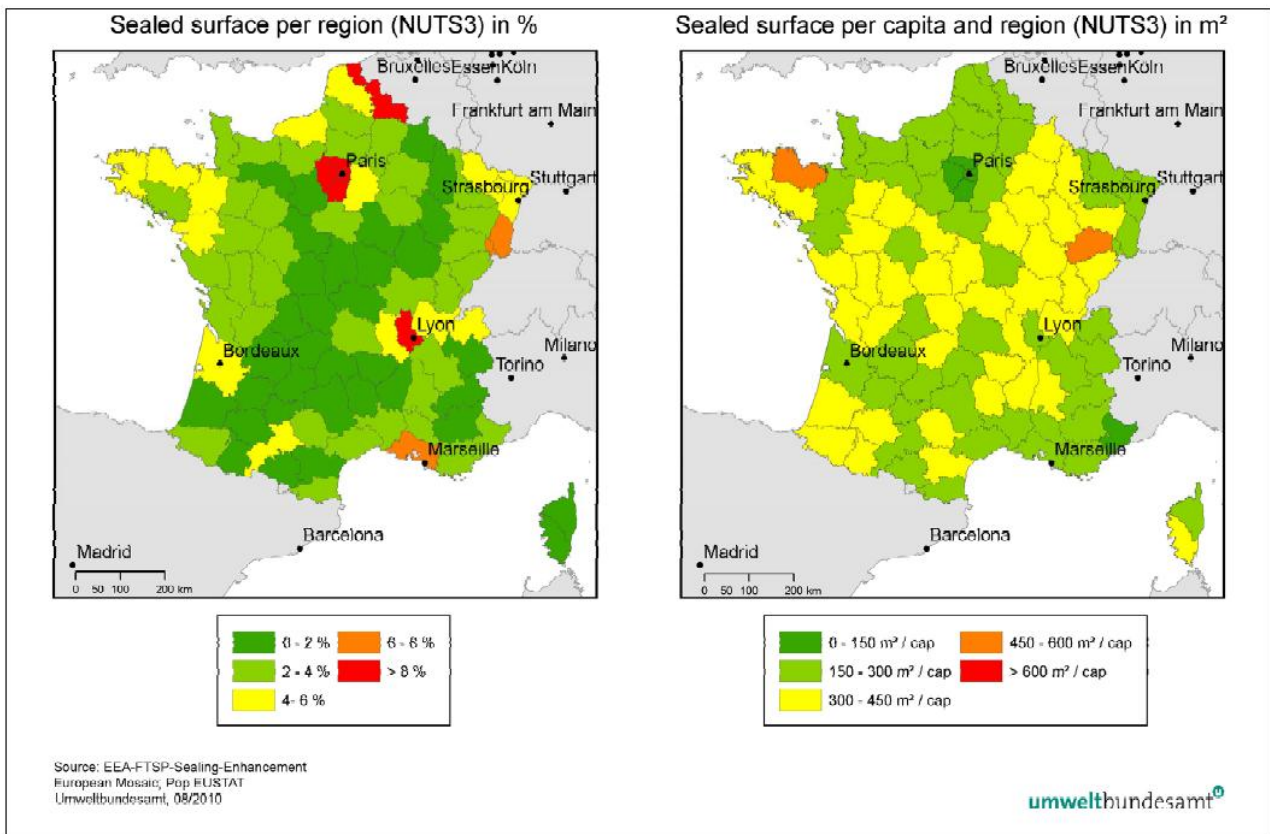 Sealed surface per region (NUTS3) in %
Bruxelles
Essen
Köln
Frankfurt am Main
Paris
Strasbourg
Stuttgart
Lyon
Bordeaux
Milano
Torino
Marseille
Barcelona
Madrid
0 50 100 200 km
0 - 2 %
2 - 4 %
4- 6 %
6 - 6 %
> 8 %
Sealed surface per capita and region (NUTS3) in m²
Bruxelles
Essen
Köln
Frankfurt am Main
Paris
Strasbourg
Stuttgart
Lyon
Bordeaux
Milano
Torino
Marseille
Barcelona
Madrid
0 50 100 200 km
0 - 150 m² / cap
150 - 300 m² / cap
300 - 450 m² / cap
450 - 600 m² / cap
> 600 m² / cap
Source: EEA-FTSP-Sealing-Enhancement
European Mosaic; Pop EUSTAT
Umweltbundesamt, 08/2010
umweltbundesamt